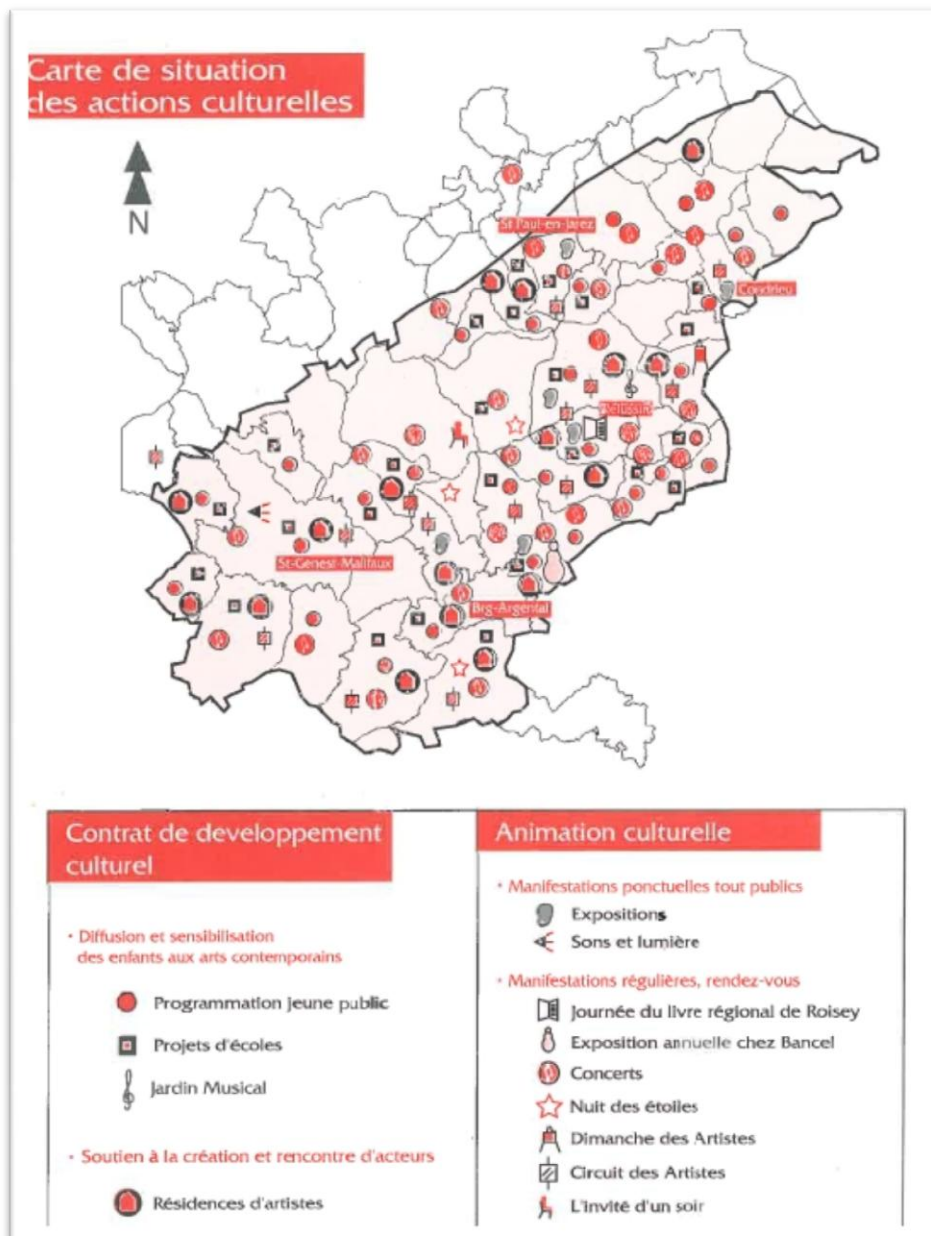 Carte de situation
des actions culturelles
N
St Paul-en-Jarez
Condrieu
Pélussin
St-Genest-Malifaux
Brg-Argental
Contrat de developpement
culturel
• Diffusion et sensibilisation
des enfants aux arts contemporains
Programmation jeune public
Projets d'écoles
Jardin Musical
• Soutien à la création et rencontre d'acteurs
Résidences d'artistes
Animation culturelle
• Manifestations ponctuelles tout publics
Expositions
Sons et lumière
• Manifestations régulières, rendez-vous
Journée du livre régional de Roisey
Exposition annuelle chez Bancel
Concerts
Nuit des étoiles
Dimanche des Artistes
Circuit des Artistes
L'invité d'un soir